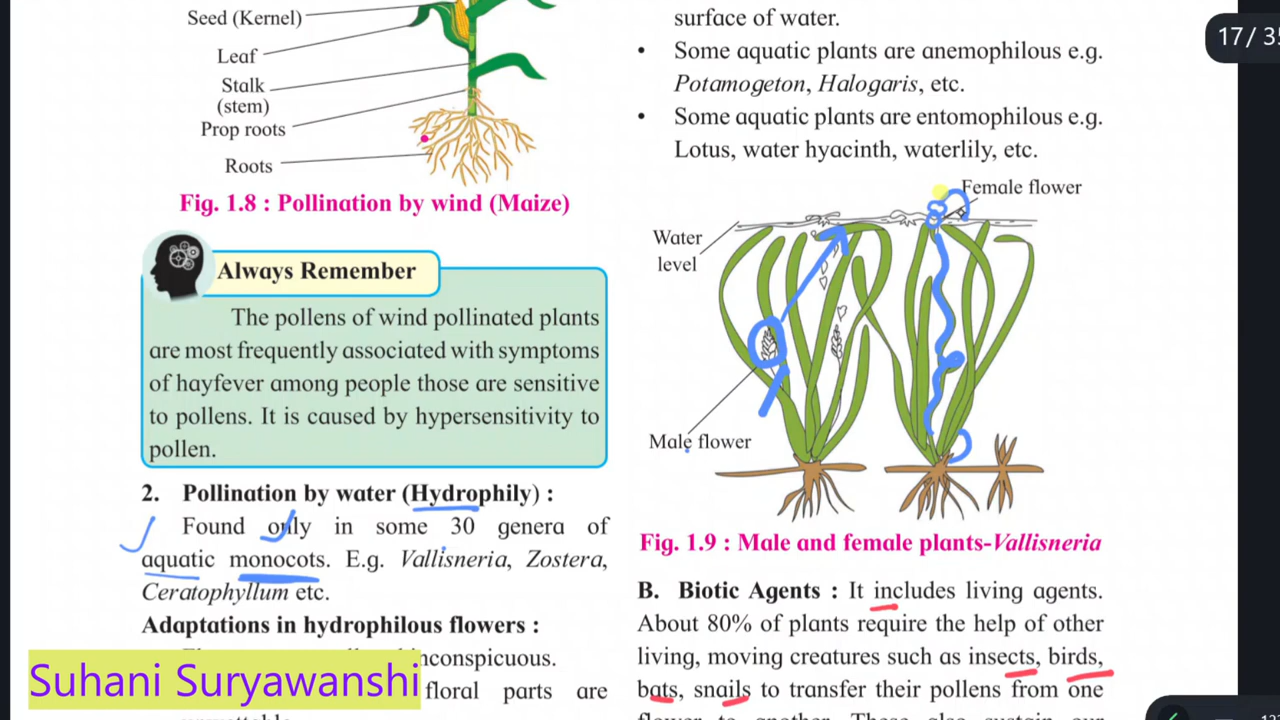 Seed (Kernel)
Leaf
Stalk
(stem)
Prop roots
Roots
Fig. 1.8 : Pollination by wind (Maize)
Always Remember
The pollens of wind pollinated plants
are most frequently associated with symptoms
of hayfever among people those are sensitive
to pollens. It is caused by hypersensitivity to
pollen.
2. Pollination by water (Hydrophily) :
Found only in some 30 genera of
aquatic monocots. E.g. Vallisneria, Zostera,
Ceratophyllum etc.
Adaptations in hydrophilous flowers :
inconspicuous.
floral parts are
Suhani Suryawanshi
surface of water.
• Some aquatic plants are anemophilous e.g.
Potamogeton, Halogaris, etc.
• Some aquatic plants are entomophilous e.g.
Lotus, water hyacinth, waterlily, etc.
Female flower
Water
level
Male flower
Fig. 1.9 : Male and female plants-Vallisneria
B. Biotic Agents : It includes living agents.
About 80% of plants require the help of other
living, moving creatures such as insects, birds,
bats, snails to transfer their pollens from one
17/35